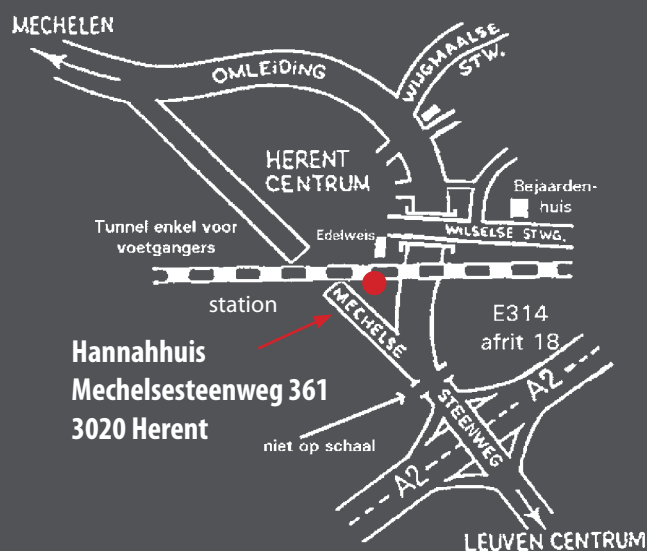 MECHELEN
OMLEIDING
WIJGMAALSE
STW.
HERENT
CENTRUM
Bejaarden-
huis
Tunnel enkel voor
voetgangers
Edelweis
WILSELSE STWG.
station
MECHELSE
E314
afrit 18
Hannahhuis
Mechelsesteenweg 361
3020 Herent
A2
STEENWEG
niet op schaal
A2
LEUVEN CENTRUM